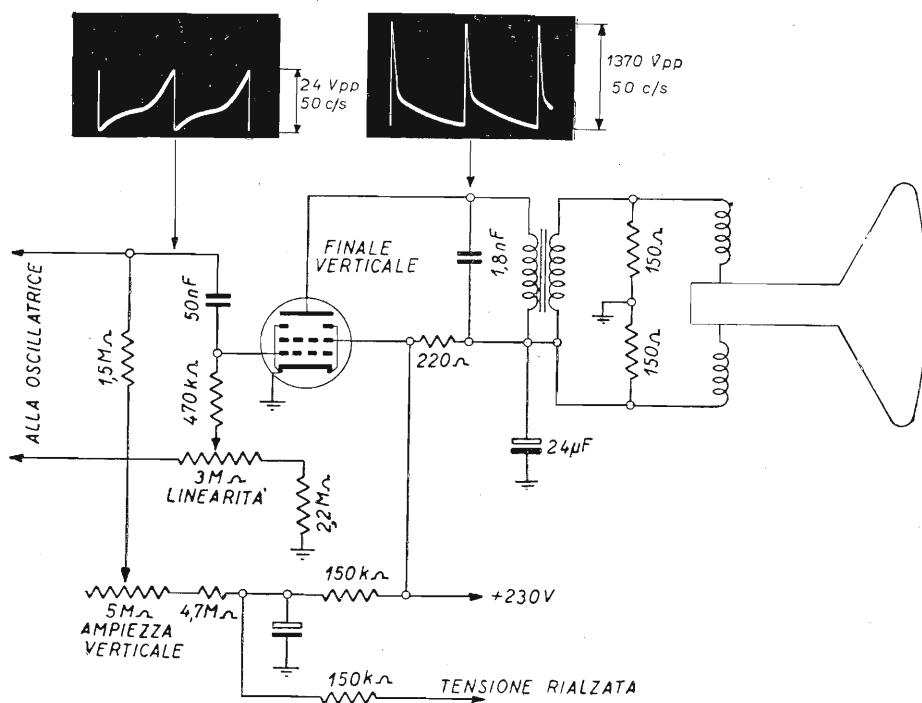 24 Vpp
50 c/s
1370 Vpp
50 c/s
FINALE
VERTICALE
1,8nF
150Ω
150Ω
50nF
1,5MΩ
ALLA OSCILLATRICE
220Ω
470kΩ
24µF
3MΩ
LINEARITA'
2,2MΩ
150kΩ
+230V
5MΩ
4,7MΩ
AMPIEZZA
VERTICALE
150kΩ
TENSIONE RIALZATA